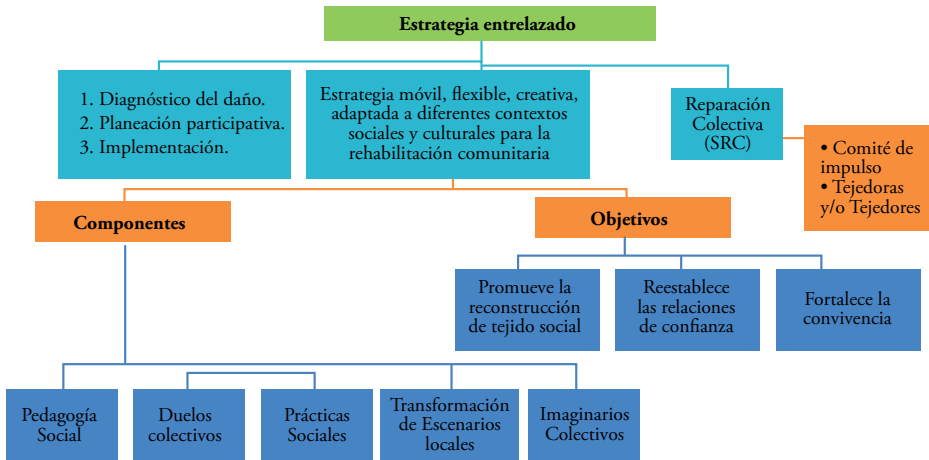 Estrategia entrelazado
1. Diagnóstico del daño.
2. Planeación participativa.
3. Implementación.
Estrategia móvil, flexible, creativa,
adaptada a diferentes contextos
sociales y culturales para la
rehabilitación comunitaria
Reparación
Colectiva
(SRC)
• Comité de
impulso
• Tejedoras
y/o Tejedores
Componentes
Objetivos
Promueve la
reconstrucción
de tejido social
Reestablece
las relaciones
de confianza
Fortalece la
convivencia
Pedagogía
Social
Duelos
colectivos
Prácticas
Sociales
Transformación
de Escenarios
locales
Imaginarios
Colectivos